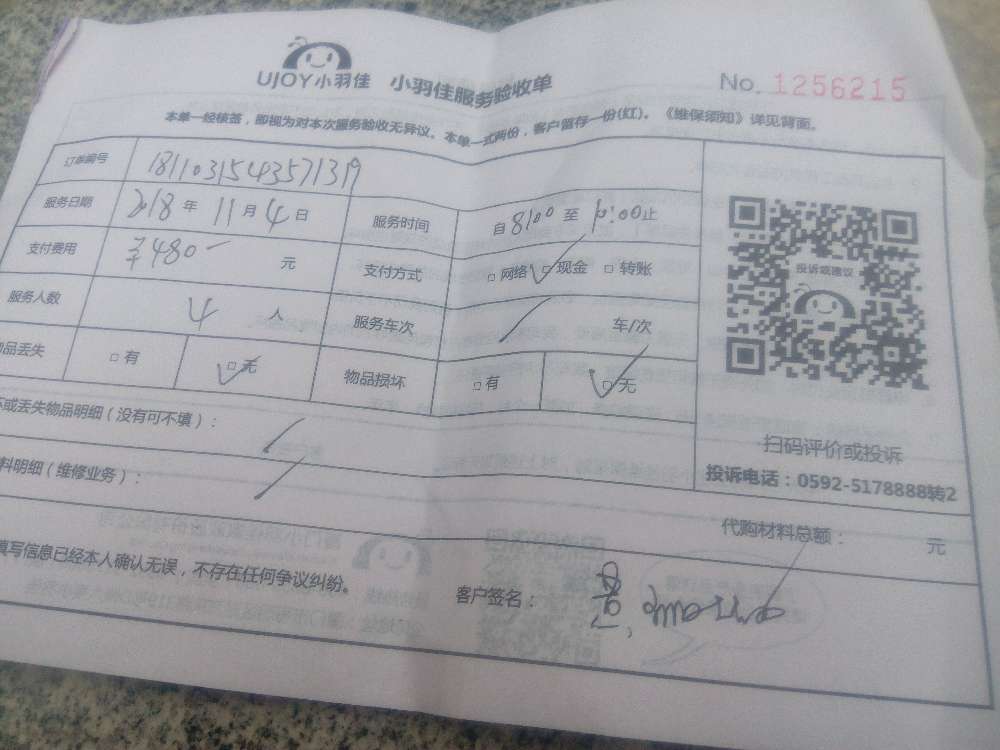 UJOY小羽佳 小羽佳服务验收单 No. 1256215
本单一经核签，即视为对本次服务验收无异议。本单一式两份，客户留存一份(红)。《维保须知》详见背面。
订单编号 1811031543571319
服务日期 2018 年 11 月 4 日 服务时间 自 8:00 至 10:00 止
支付费用 ￥480 元 支付方式 □ 网络 □ 现金 □ 转账
服务人数 4 人 服务车次 / 车/次
品丢失 □ 有 □ 无 物品损坏 □ 有 □ 无
坏或丢失物品明细（没有可不填）： /
料明细（维修业务）： /
投诉或建议
扫码评价或投诉
投诉电话：0592-5178888转2
代购材料总额： / 元
填写信息已经本人确认无误，不存在任何争议纠纷。
客户签名：